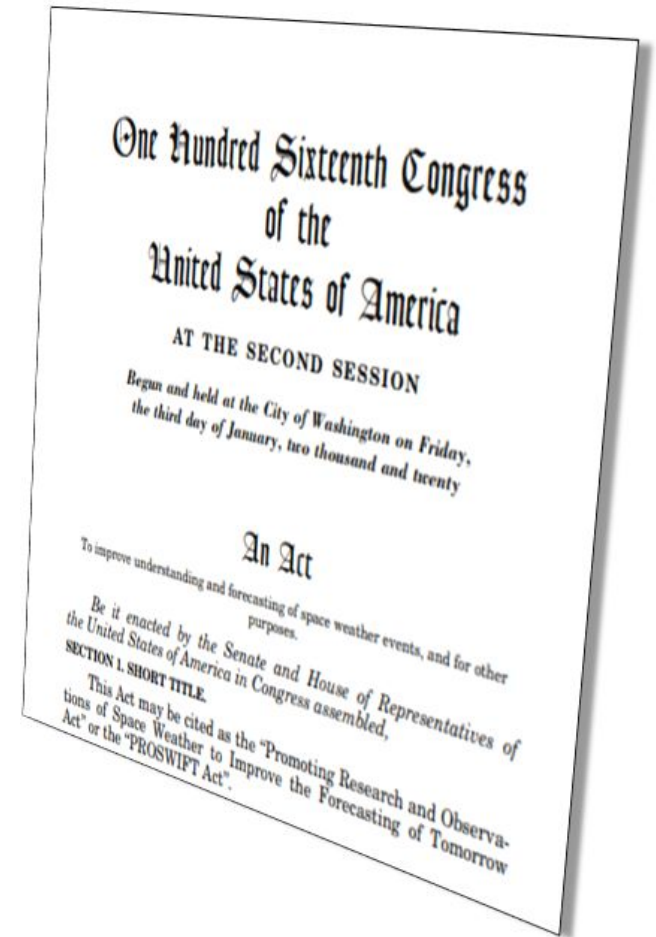 One Hundred Sixteenth Congress
of the
United States of America
AT THE SECOND SESSION
Begun and held at the City of Washington on Friday,
the third day of January, two thousand and twenty
An Act
To improve understanding and forecasting of space weather events, and for other
purposes.
Be it enacted by the Senate and House of Representatives of
the United States of America in Congress assembled,
SECTION 1. SHORT TITLE.
This Act may be cited as the “Promoting Research and Observa-
tions of Space Weather to Improve the Forecasting of Tomorrow
Act” or the “PROSWIFT Act”.